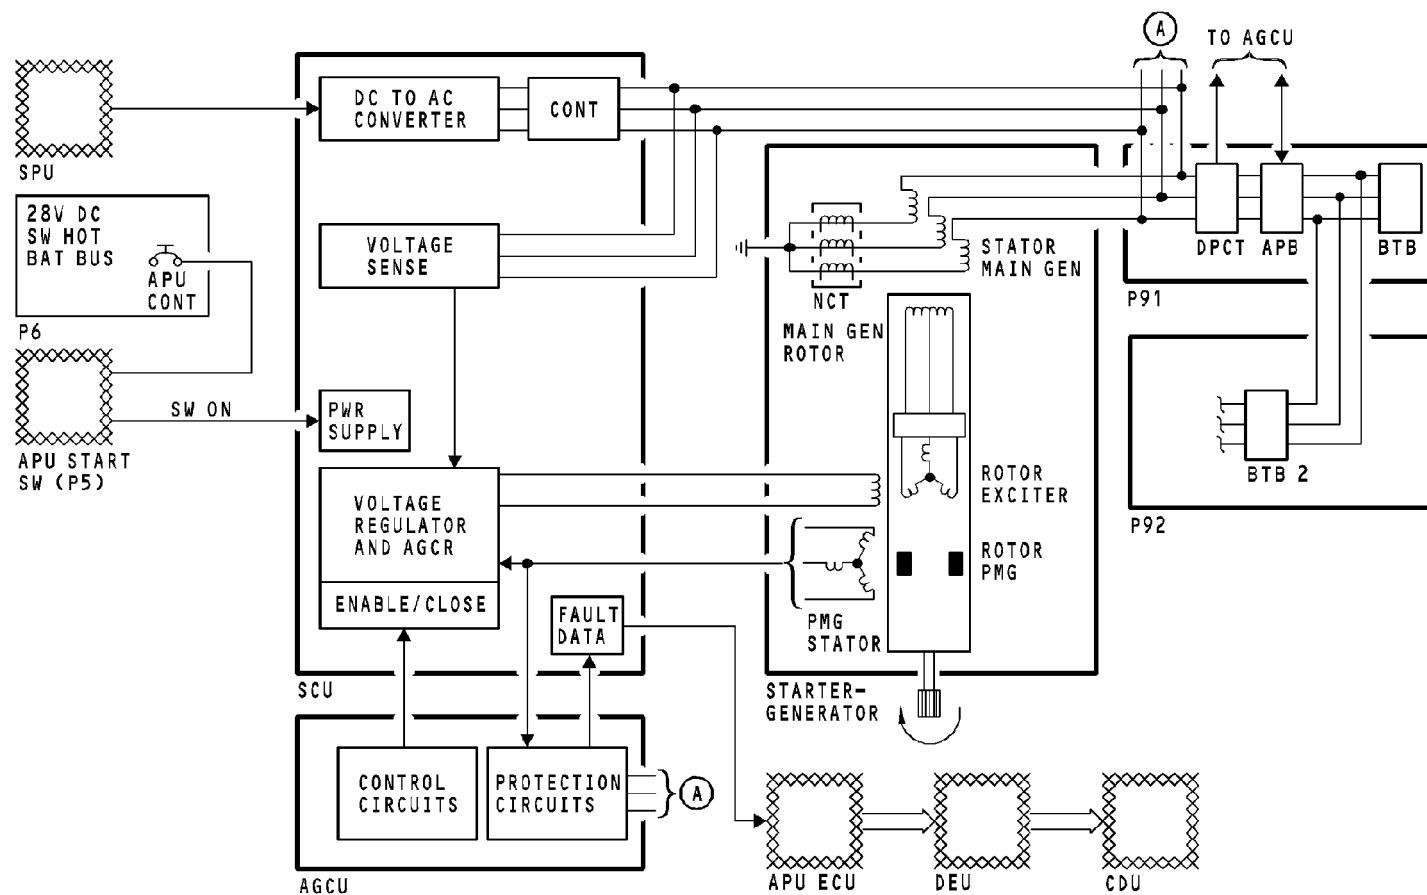 A
TO AGCU
SPU
DC TO AC
CONVERTER
CONT
28V DC
SW HOT
BAT BUS
APU
CONT
P6
VOLTAGE
SENSE
STATOR
MAIN GEN
NCT
MAIN GEN
ROTOR
DPCT
APB
BTB
P91
SW ON
PWR
SUPPLY
APU START
SW (P5)
VOLTAGE
REGULATOR
AND AGCR
ENABLE/CLOSE
ROTOR
EXCITER
ROTOR
PMG
BTB 2
P92
FAULT
DATA
PMG
STATOR
SCU
STARTER-
GENERATOR
CONTROL
CIRCUITS
PROTECTION
CIRCUITS
A
AGCU
APU ECU
DEU
CDU